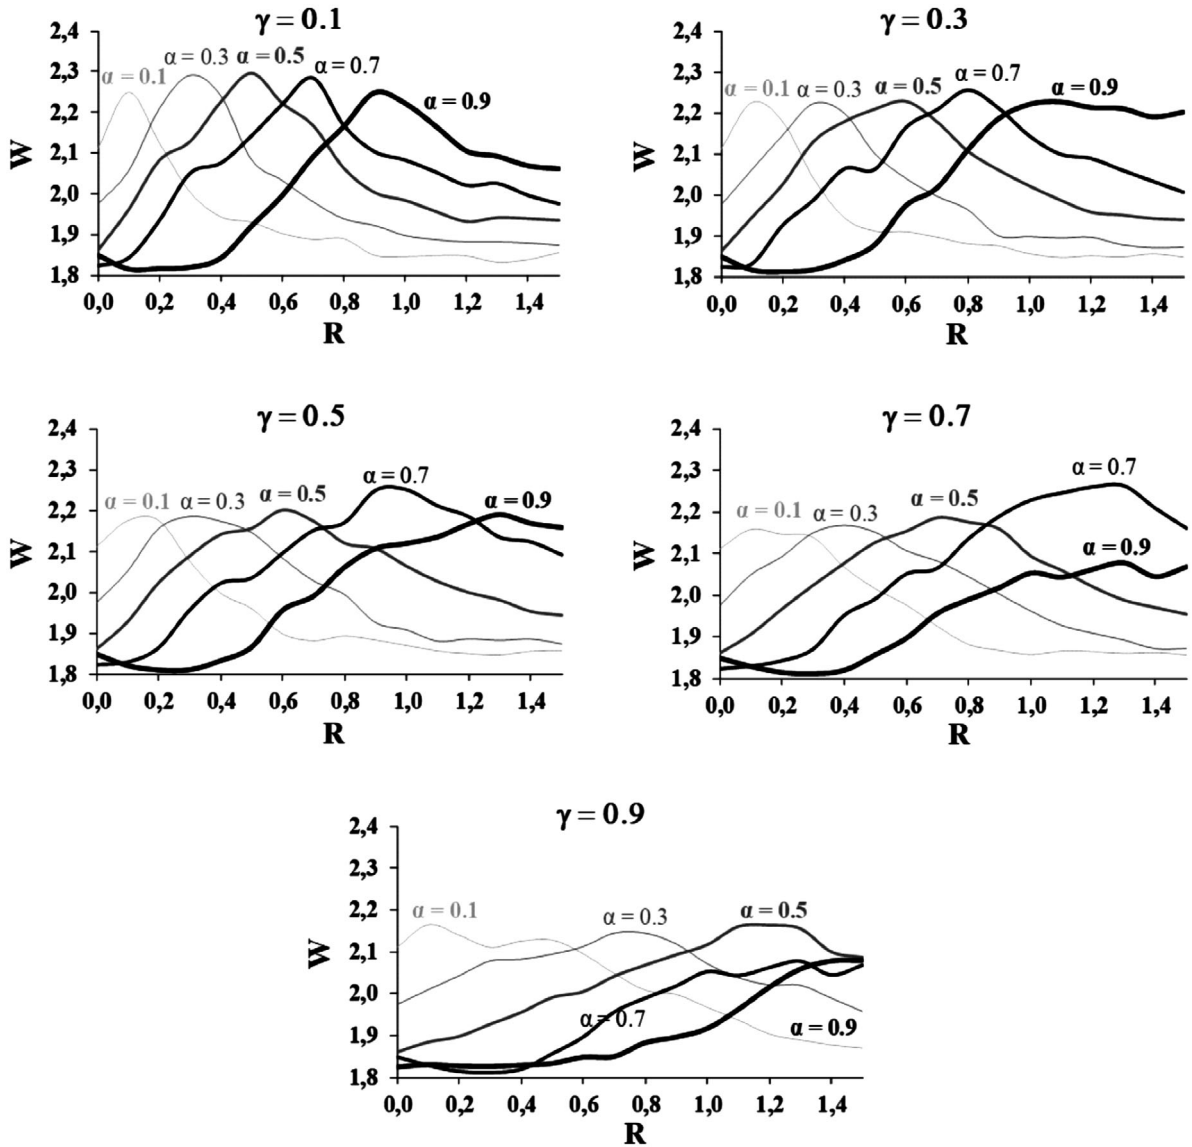 γ = 0.1
2,4
2,3
2,2
2,1
2,0
1,9
1,8
W
α = 0.1
α = 0.3
α = 0.5
α = 0.7
α = 0.9
0,0 0,2 0,4 0,6 0,8 1,0 1,2 1,4
R
γ = 0.3
2,4
2,3
2,2
2,1
2,0
1,9
1,8
W
α = 0.1
α = 0.3
α = 0.5
α = 0.7
α = 0.9
0,0 0,2 0,4 0,6 0,8 1,0 1,2 1,4
R
γ = 0.5
2,4
2,3
2,2
2,1
2,0
1,9
1,8
W
α = 0.1
α = 0.3
α = 0.5
α = 0.7
α = 0.9
0,0 0,2 0,4 0,6 0,8 1,0 1,2 1,4
R
γ = 0.7
2,4
2,3
2,2
2,1
2,0
1,9
1,8
W
α = 0.1
α = 0.3
α = 0.5
α = 0.7
α = 0.9
0,0 0,2 0,4 0,6 0,8 1,0 1,2 1,4
R
γ = 0.9
2,4
2,3
2,2
2,1
2,0
1,9
1,8
W
α = 0.1
α = 0.3
α = 0.5
α = 0.7
α = 0.9
0,0 0,2 0,4 0,6 0,8 1,0 1,2 1,4
R